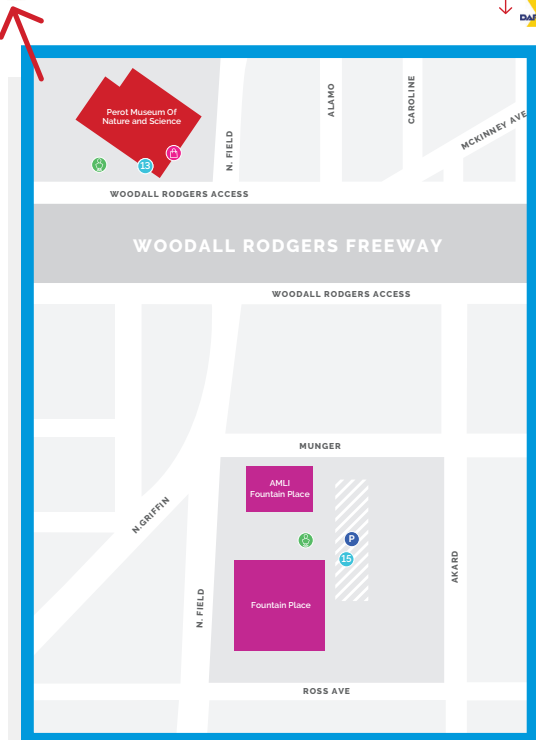 Perot Museum Of
Nature and Science
13
N. FIELD
ALAMO
CAROLINE
MCKINNEY AVE
WOODALL RODGERS ACCESS
WOODALL RODGERS FREEWAY
WOODALL RODGERS ACCESS
MUNGER
AMLI
Fountain Place
N.GRIFFIN
P
15
AKARD
N. FIELD
Fountain Place
ROSS AVE